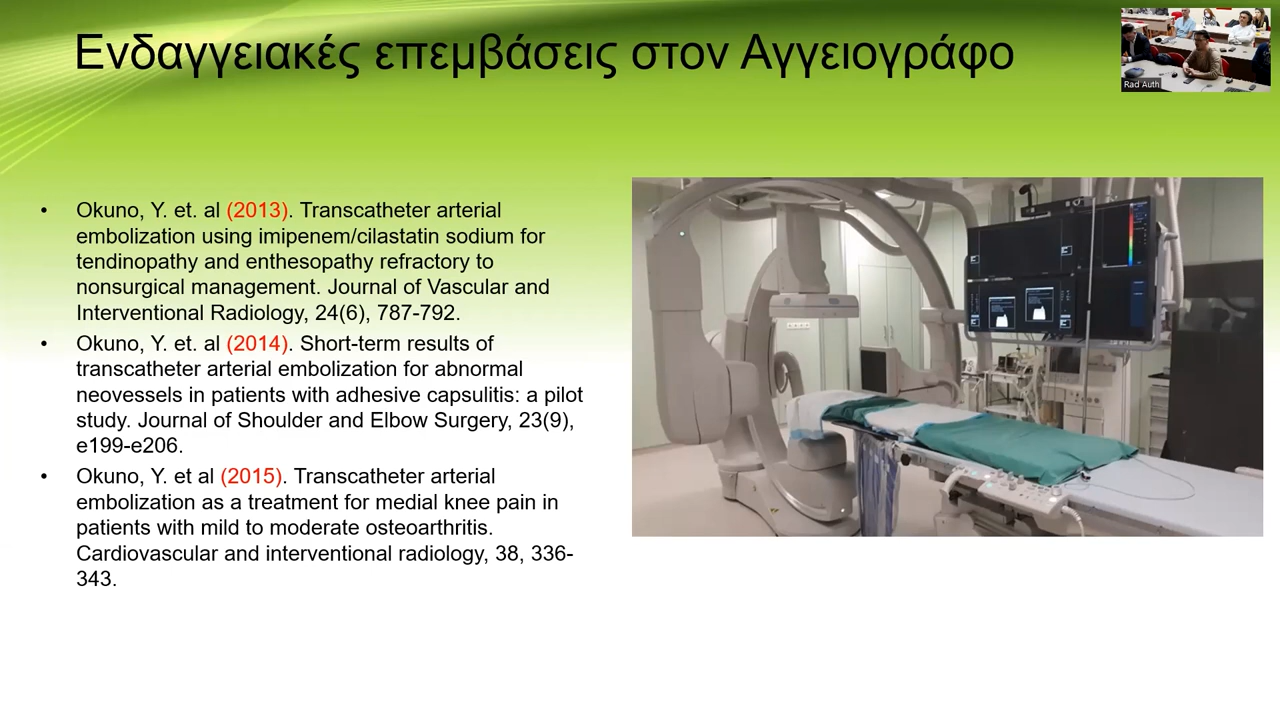 Ενδαγγειακές επεμβάσεις στον Αγγειογράφο
Rad Auth
• Okuno, Y. et. al (2013). Transcatheter arterial
embolization using imipenem/cilastatin sodium for
tendinopathy and enthesopathy refractory to
nonsurgical management. Journal of Vascular and
Interventional Radiology, 24(6), 787-792.
• Okuno, Y. et. al (2014). Short-term results of
transcatheter arterial embolization for abnormal
neovessels in patients with adhesive capsulitis: a pilot
study. Journal of Shoulder and Elbow Surgery, 23(9),
e199-e206.
• Okuno, Y. et al (2015). Transcatheter arterial
embolization as a treatment for medial knee pain in
patients with mild to moderate osteoarthritis.
Cardiovascular and interventional radiology, 38, 336-
343.